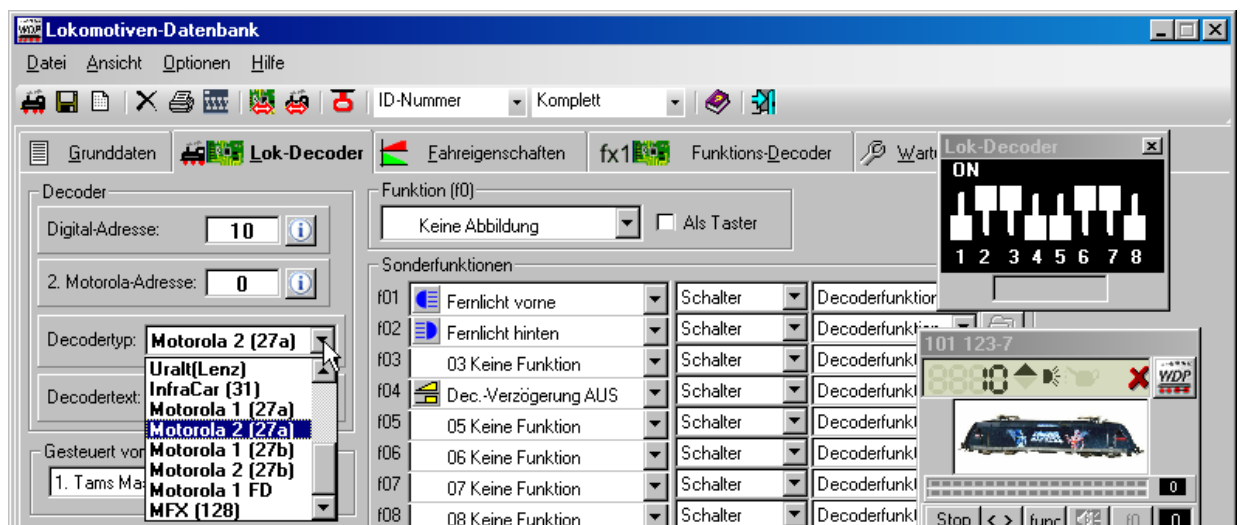 WDP Lokomotiven-Datenbank
Datei Ansicht Optionen Hilfe
ID-Nummer Komplett
Grunddaten Lok-Decoder Fahreigenschaften fx1 Funktions-Decoder
Lok-Decoder
ON
1 2 3 4 5 6 7 8
Decoder
Digital-Adresse: 10
2. Motorola-Adresse: 0
Decodertyp: Motorola 2 (27a)
Uralt(Lenz)
InfraCar (31)
Motorola 1 (27a)
Motorola 2 (27a)
Motorola 1 (27b)
Motorola 2 (27b)
Motorola 1 FD
MFX (128)
Decodertext:
Gesteuert von
1. Tams Ma
Funktion (f0)
Keine Abbildung Als Taster
Sonderfunktionen
f01 Fernlicht vorne Schalter Decoderfunktion
f02 Fernlicht hinten Schalter Decoderfunktion
f03 03 Keine Funktion Schalter
f04 Dec.-Verzögerung AUS Schalter
f05 05 Keine Funktion Schalter
f06 06 Keine Funktion Schalter
f07 07 Keine Funktion Schalter
f08 08 Keine Funktion Schalter
101 123-7
10
WDP
0
Stop < > func f0 0